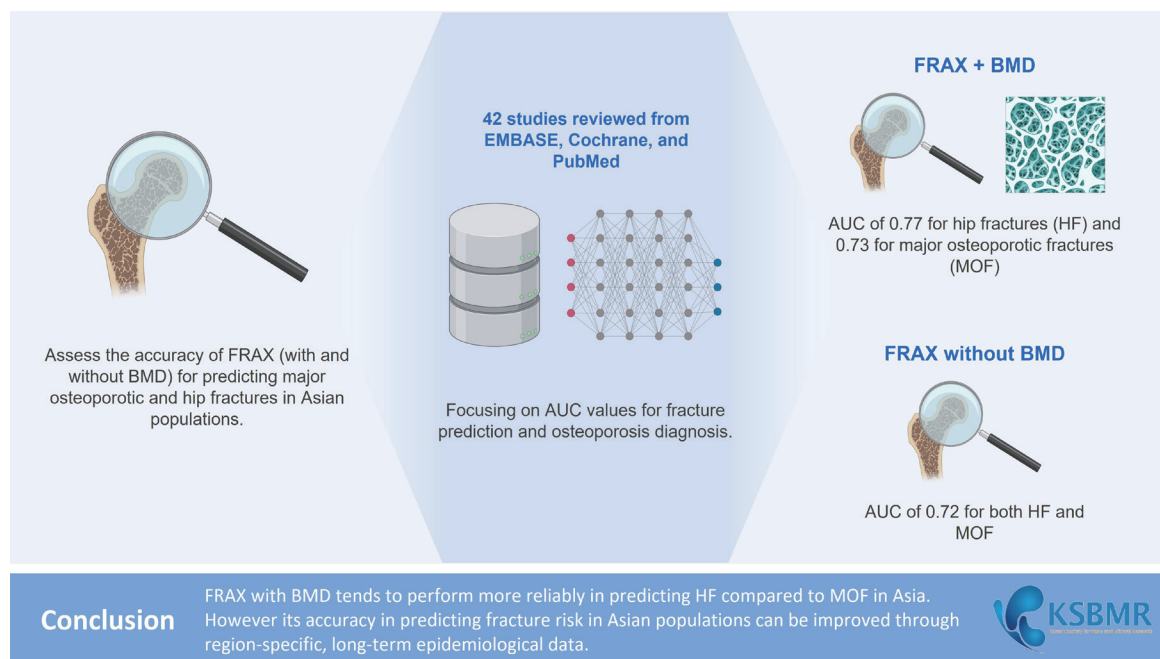 Assess the accuracy of FRAX (with and
without BMD) for predicting major
osteoporotic and hip fractures in Asian
populations.
42 studies reviewed from
EMBASE, Cochrane, and
PubMed
Focusing on AUC values for fracture
prediction and osteoporosis diagnosis.
FRAX + BMD
AUC of 0.77 for hip fractures (HF) and
0.73 for major osteoporotic fractures
(MOF)
FRAX without BMD
AUC of 0.72 for both HF and
MOF
Conclusion
FRAX with BMD tends to perform more reliably in predicting HF compared to MOF in Asia.
However its accuracy in predicting fracture risk in Asian populations can be improved through
region-specific, long-term epidemiological data.
KSBMR